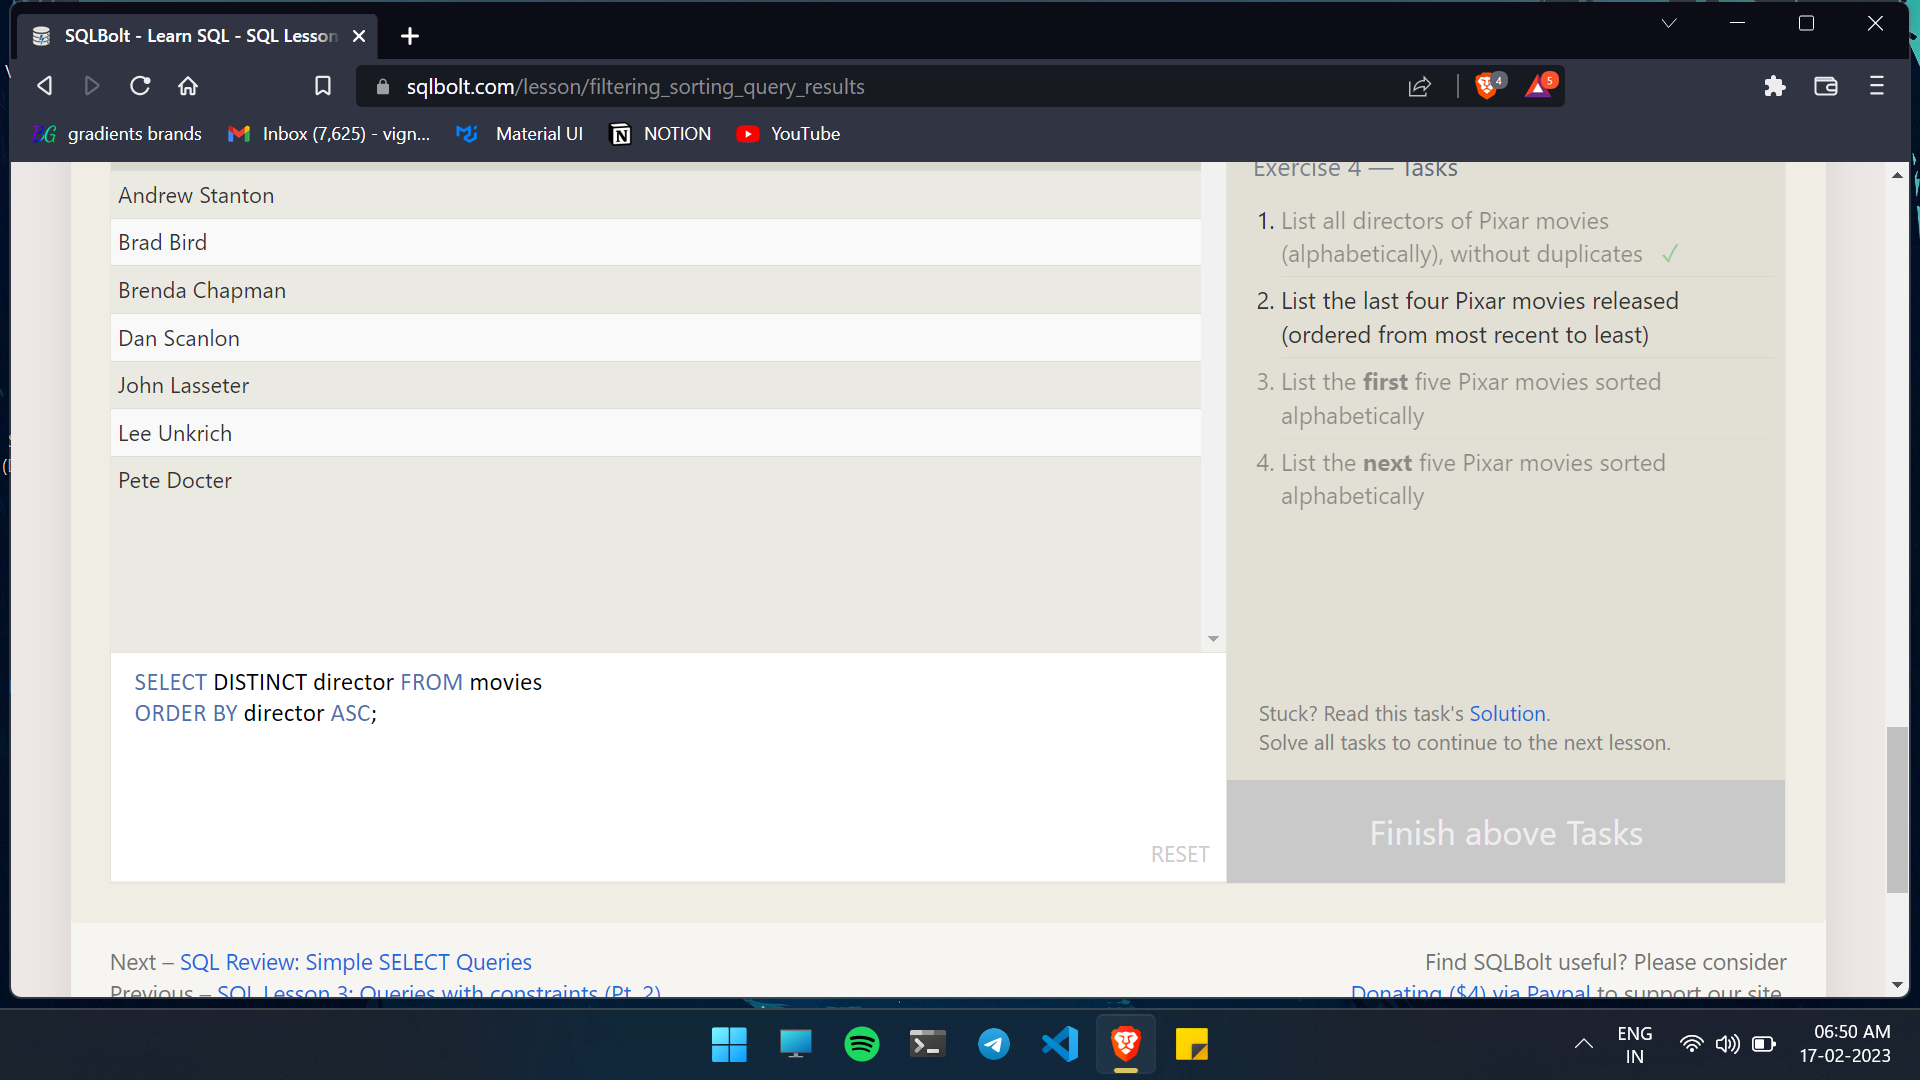 SQLBolt - Learn SQL - SQL Lesson
sqlbolt.com/lesson/filtering_sorting_query_results
4
5
BG gradients brands
Inbox (7,625) - vign...
Material UI
NOTION
YouTube
Andrew Stanton
Brad Bird
Brenda Chapman
Dan Scanlon
John Lasseter
Lee Unkrich
Pete Docter
SELECT DISTINCT director FROM movies
ORDER BY director ASC;
RESET
Exercise 4 — Tasks
1. List all directors of Pixar movies
(alphabetically), without duplicates ✓
2. List the last four Pixar movies released
(ordered from most recent to least)
3. List the first five Pixar movies sorted
alphabetically
4. List the next five Pixar movies sorted
alphabetically
Stuck? Read this task's Solution.
Solve all tasks to continue to the next lesson.
Finish above Tasks
Next – SQL Review: Simple SELECT Queries
Previous – SQL Lesson 3: Queries with constraints (Pt. 2)
Find SQLBolt useful? Please consider
Donating ($4) via Paypal to support our site.
ENG
IN
06:50 AM
17-02-2023